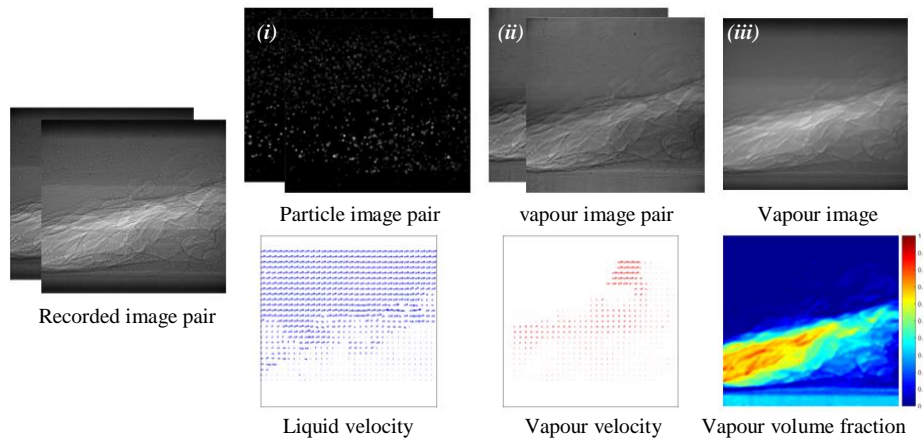 (i)
(ii)
(iii)
Particle image pair
vapour image pair
Vapour image
Recorded image pair
Liquid velocity
Vapour velocity
Vapour volume fraction